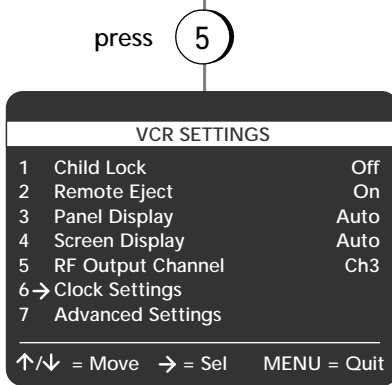 press 5
VCR SETTINGS
1 Child Lock Off
2 Remote Eject On
3 Panel Display Auto
4 Screen Display Auto
5 RF Output Channel Ch3
6→ Clock Settings
7 Advanced Settings
↑/↓ = Move → = Sel MENU = Quit